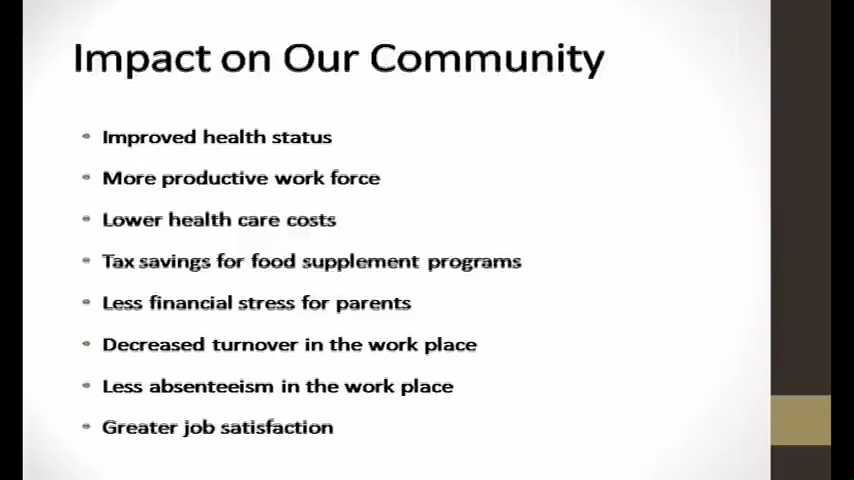 Impact on Our Community
• Improved health status
• More productive work force
• Lower health care costs
• Tax savings for food supplement programs
• Less financial stress for parents
• Decreased turnover in the work place
• Less absenteeism in the work place
• Greater job satisfaction